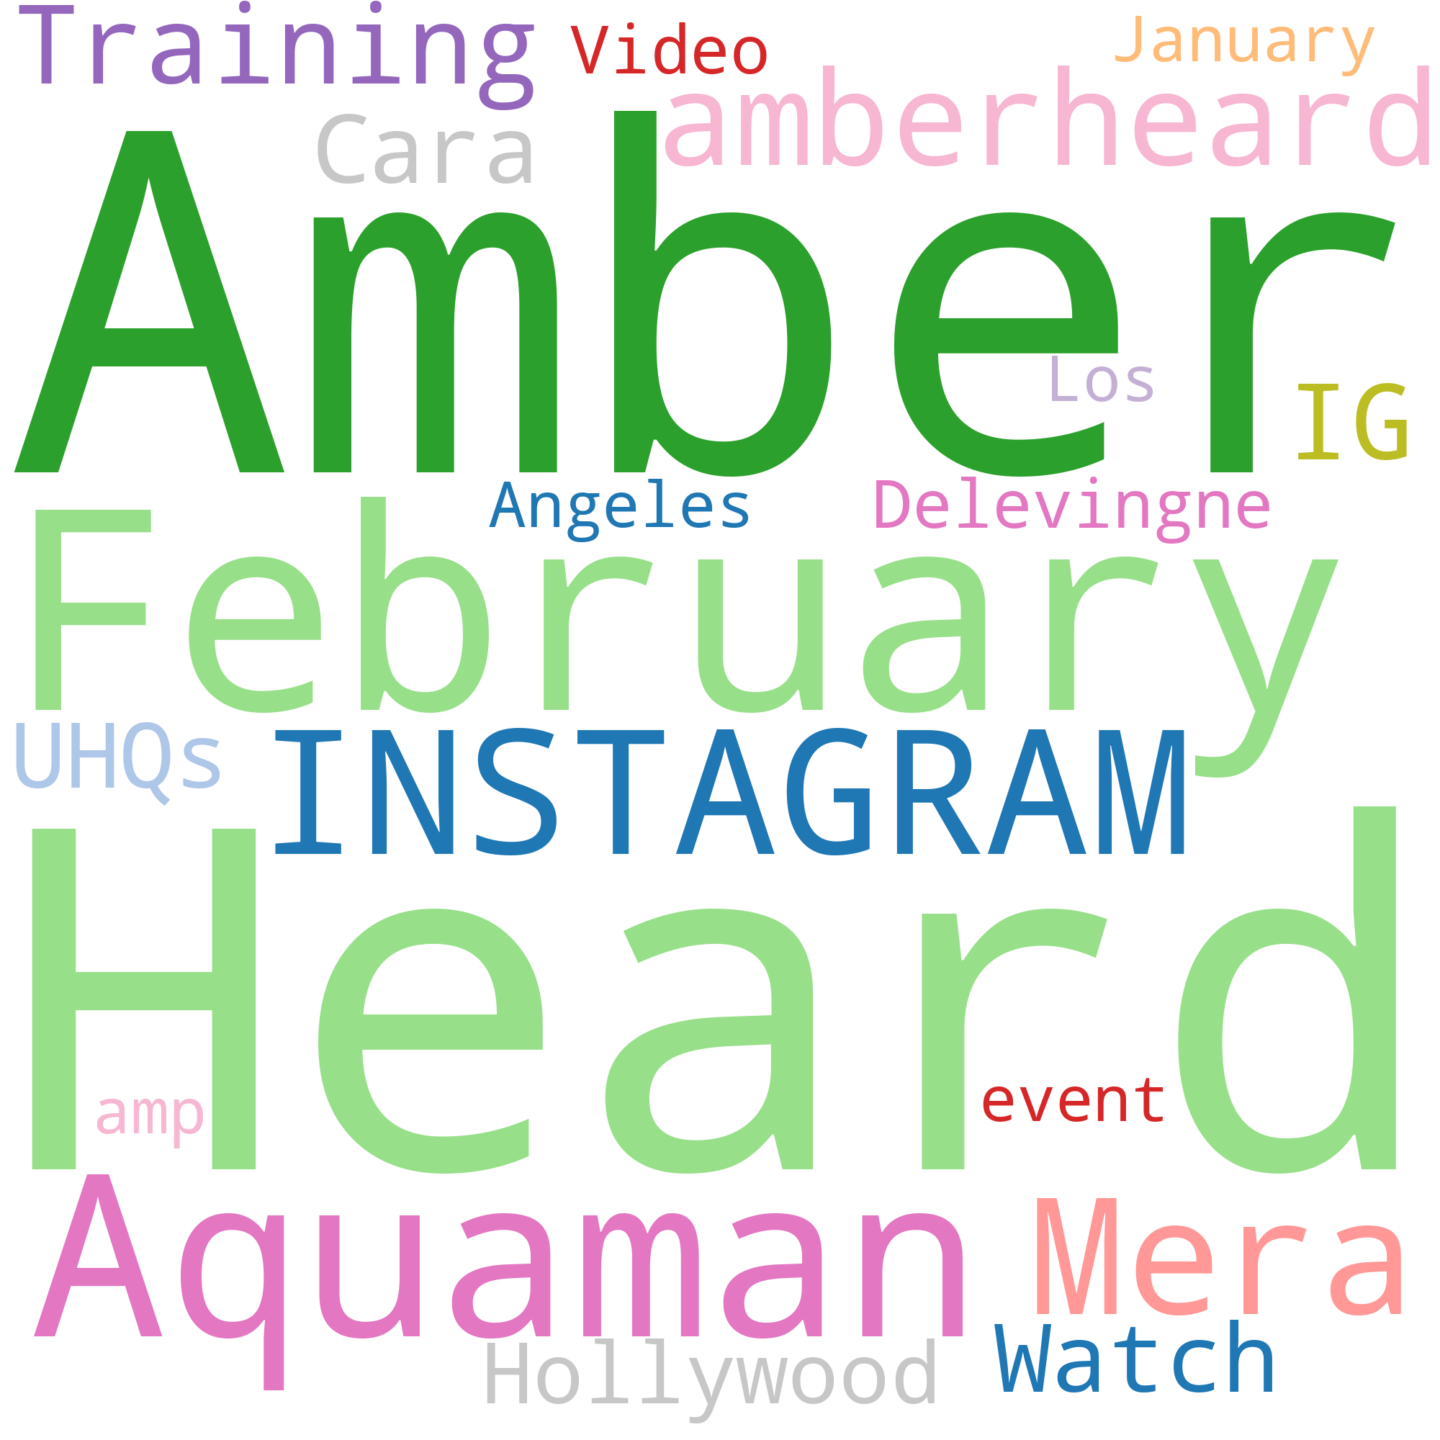 Training
Video
January
Cara
amberheard
Amber
Los
IG
Angeles
Delevingne
February
UHQs
INSTAGRAM
Heard
amp
event
Aquaman
Mera
Hollywood
Watch